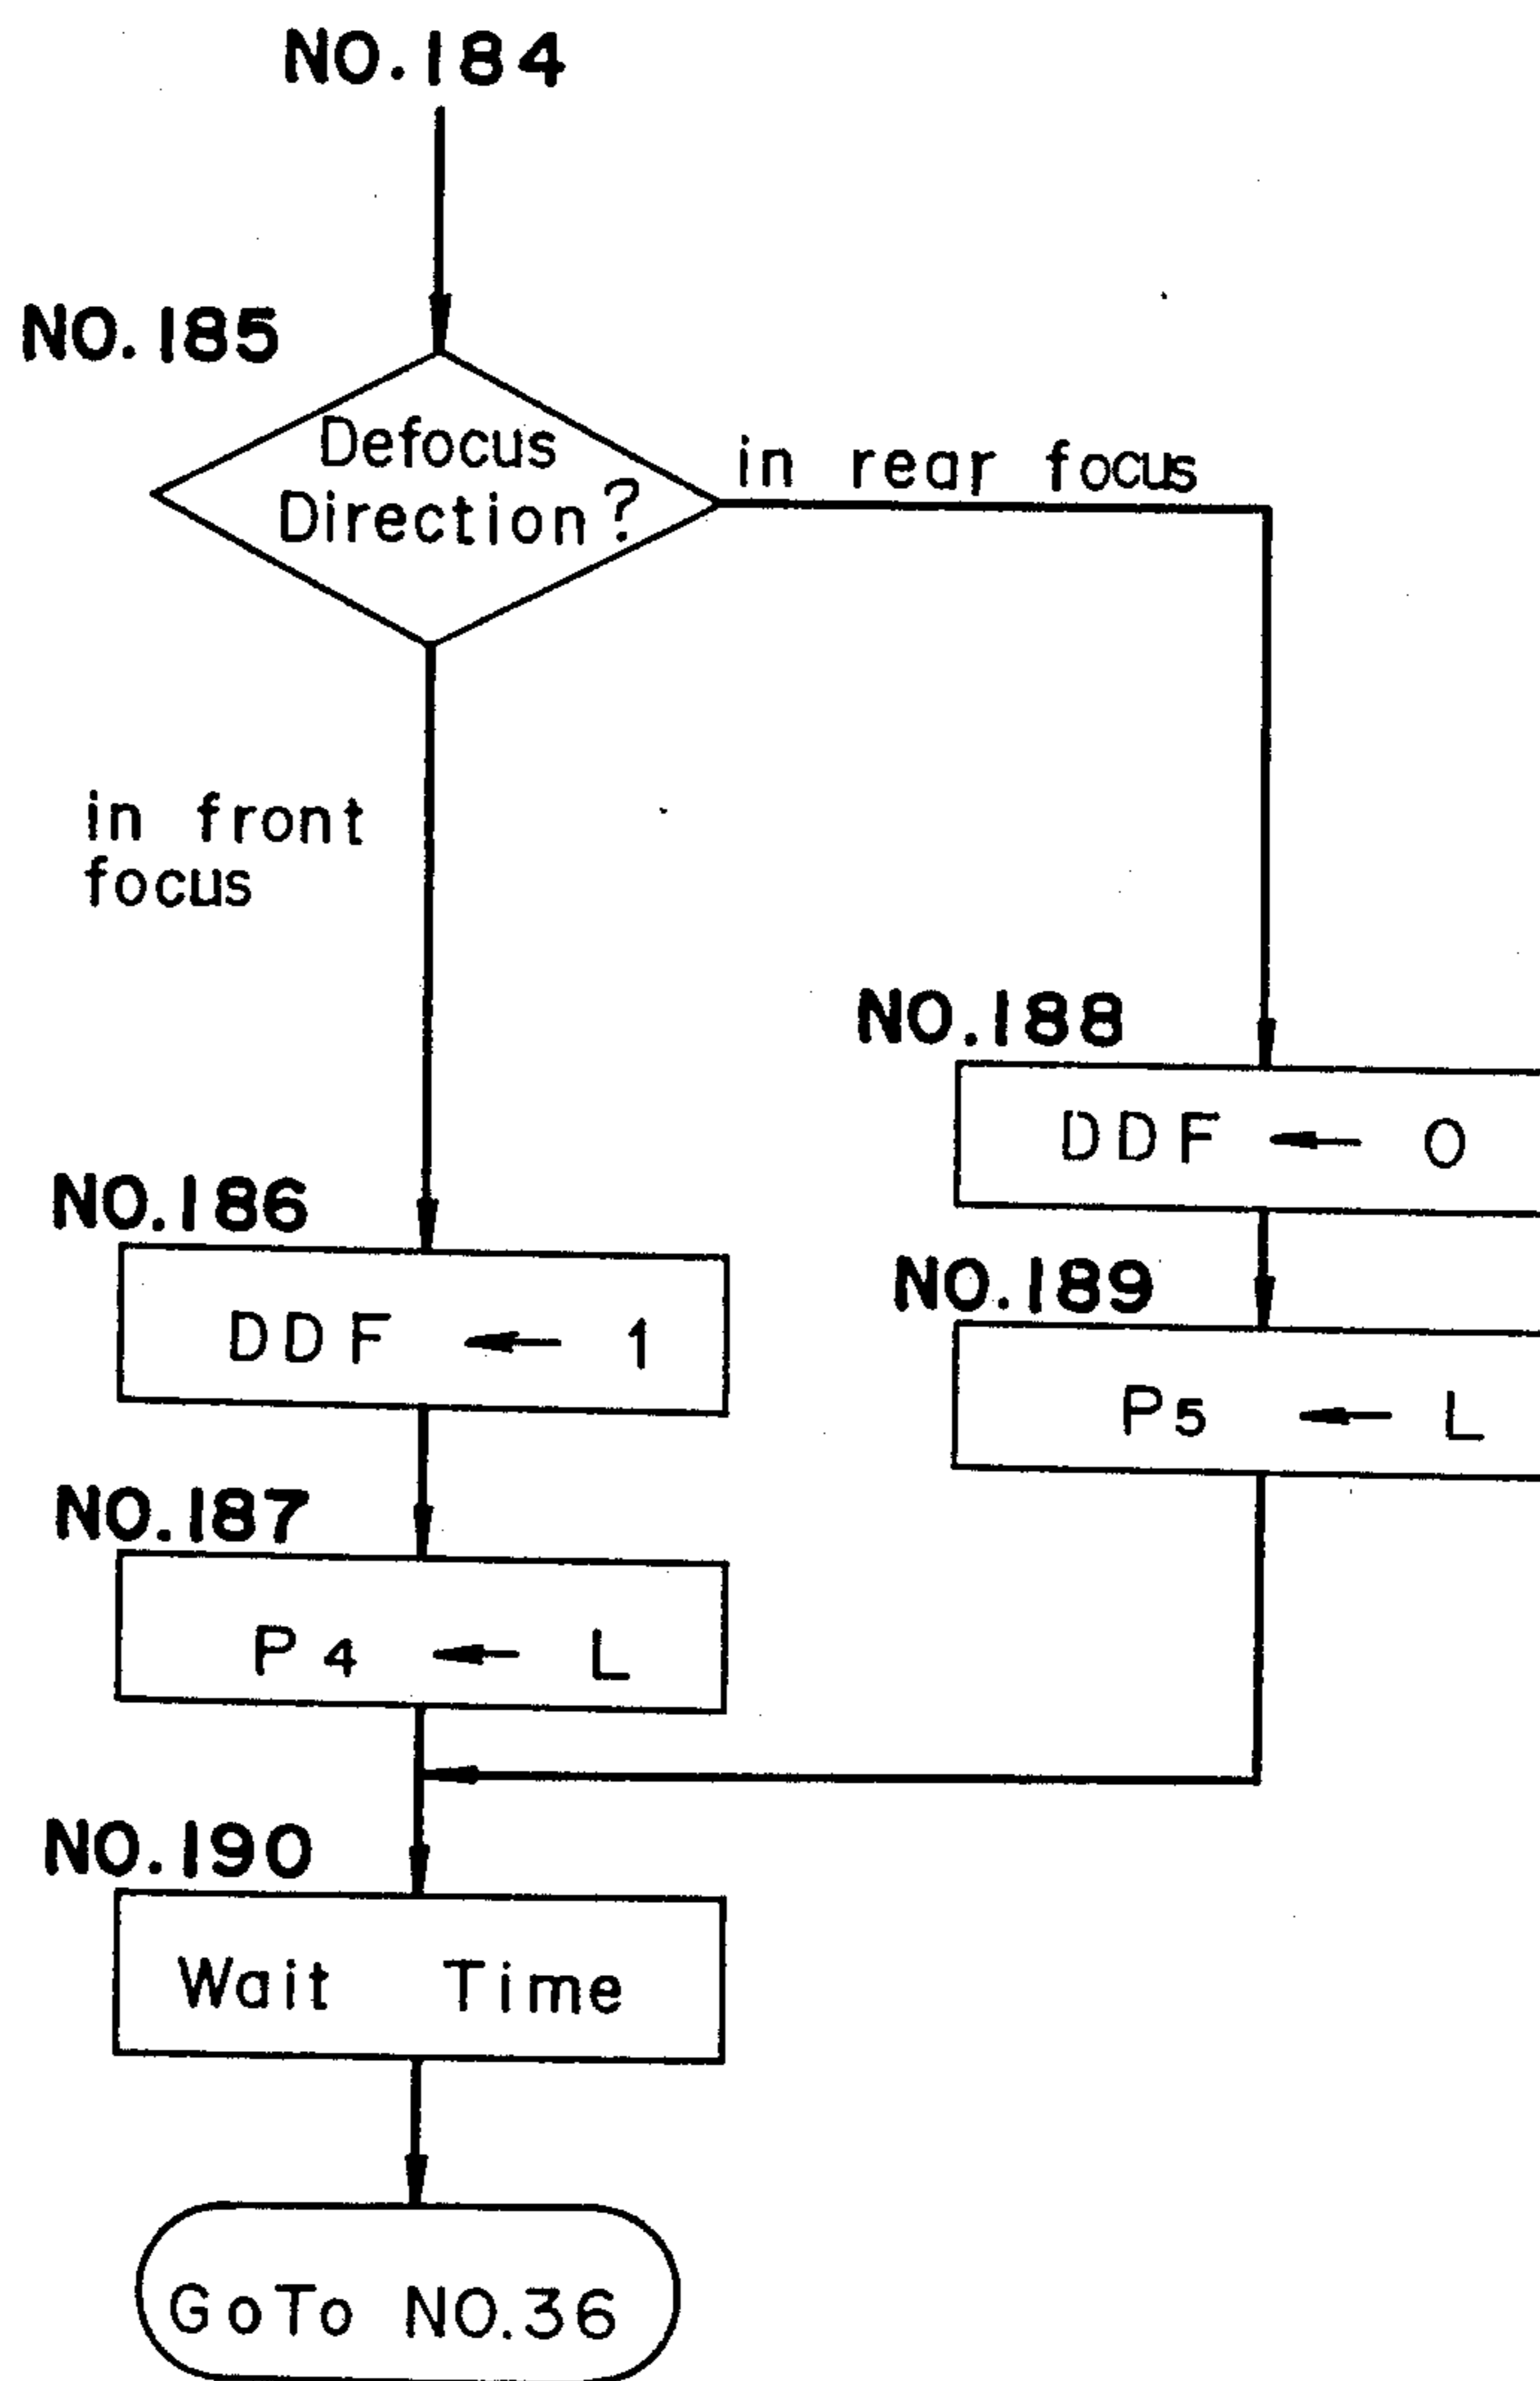 NO.184
NO.185
Defocus
Direction?
in rear focus
in front
focus
NO.188
DDF ← 0
NO.186
DDF ← 1
NO.189
P5 ← L
NO.187
P4 ← L
NO.190
Wait Time
GoTo NO.36